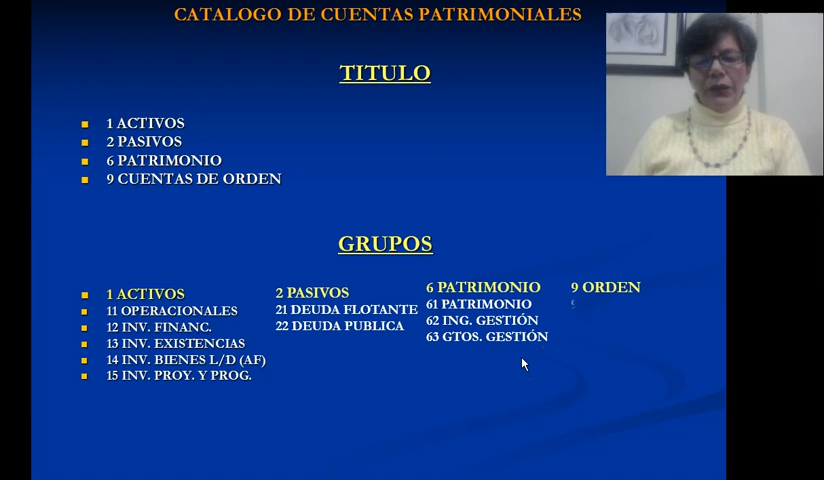 CATALOGO DE CUENTAS PATRIMONIALES
TITULO
1 ACTIVOS
2 PASIVOS
6 PATRIMONIO
9 CUENTAS DE ORDEN
GRUPOS
1 ACTIVOS
11 OPERACIONALES
12 INV. FINANC.
13 INV. EXISTENCIAS
14 INV. BIENES L/D (AF)
15 INV. PROY. Y PROG.
2 PASIVOS
21 DEUDA FLOTANTE
22 DEUDA PUBLICA
6 PATRIMONIO
61 PATRIMONIO
62 ING. GESTIÓN
63 GTOS. GESTIÓN
9 ORDEN